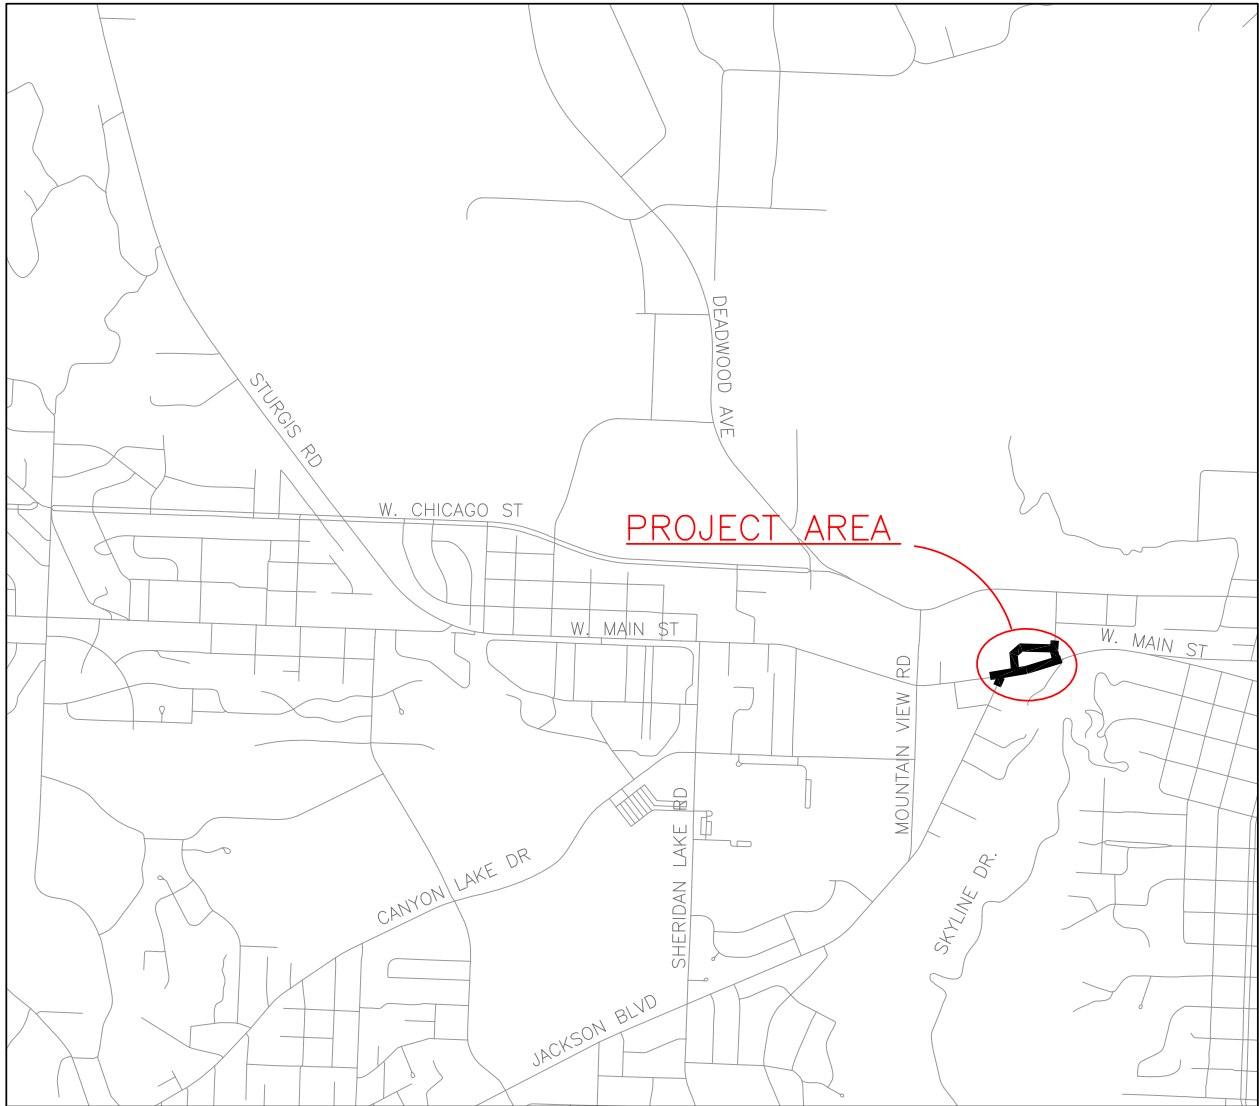 DEADWOOD AVE
STURGIS RD
W. CHICAGO ST
PROJECT AREA
W. MAIN ST
W. MAIN ST
MOUNTAIN VIEW RD
SHERIDAN LAKE RD
CANYON LAKE DR
SKYLINE DR.
JACKSON BLVD